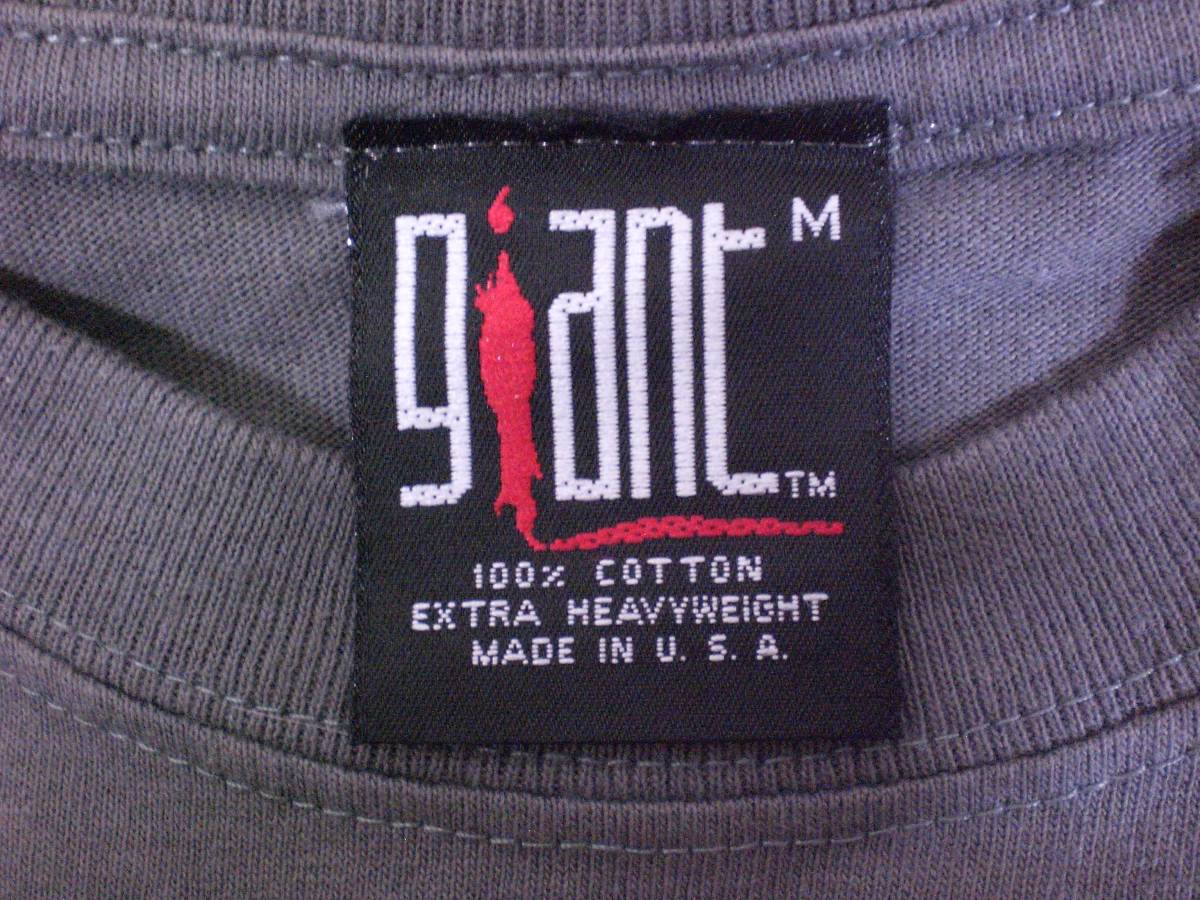 giant M
TM
100% COTTON
EXTRA HEAVYWEIGHT
MADE IN U. S. A.